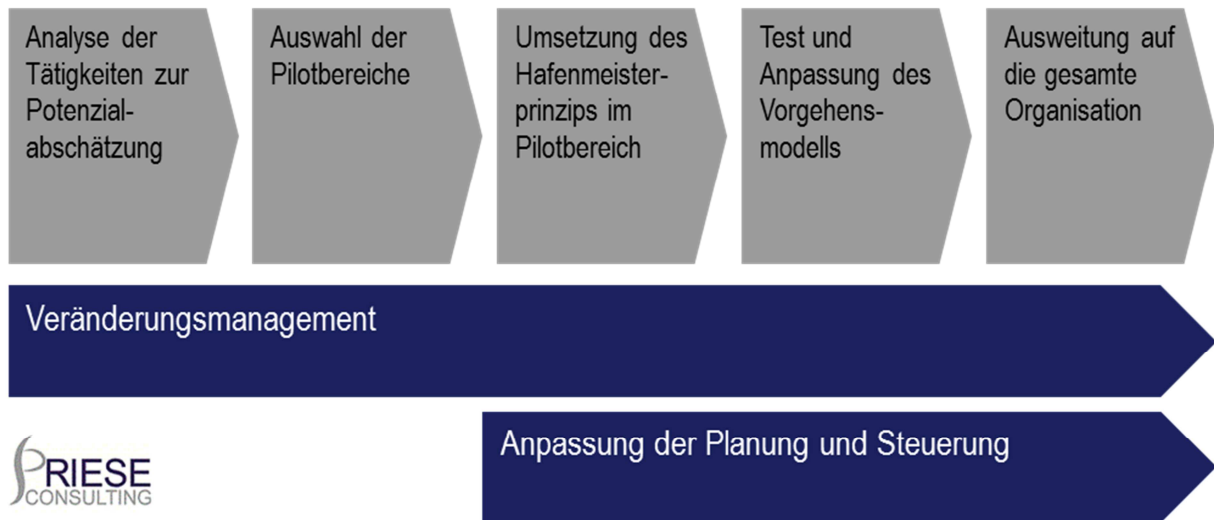 Analyse der
Tätigkeiten zur
Potenzial-
abschätzung
Auswahl der
Pilotbereiche
Umsetzung des
Hafenmeister-
prinzips im
Pilotbereich
Test und
Anpassung des
Vorgehens-
modells
Ausweitung auf
die gesamte
Organisation
Veränderungsmanagement
Anpassung der Planung und Steuerung
PRIESE
CONSULTING